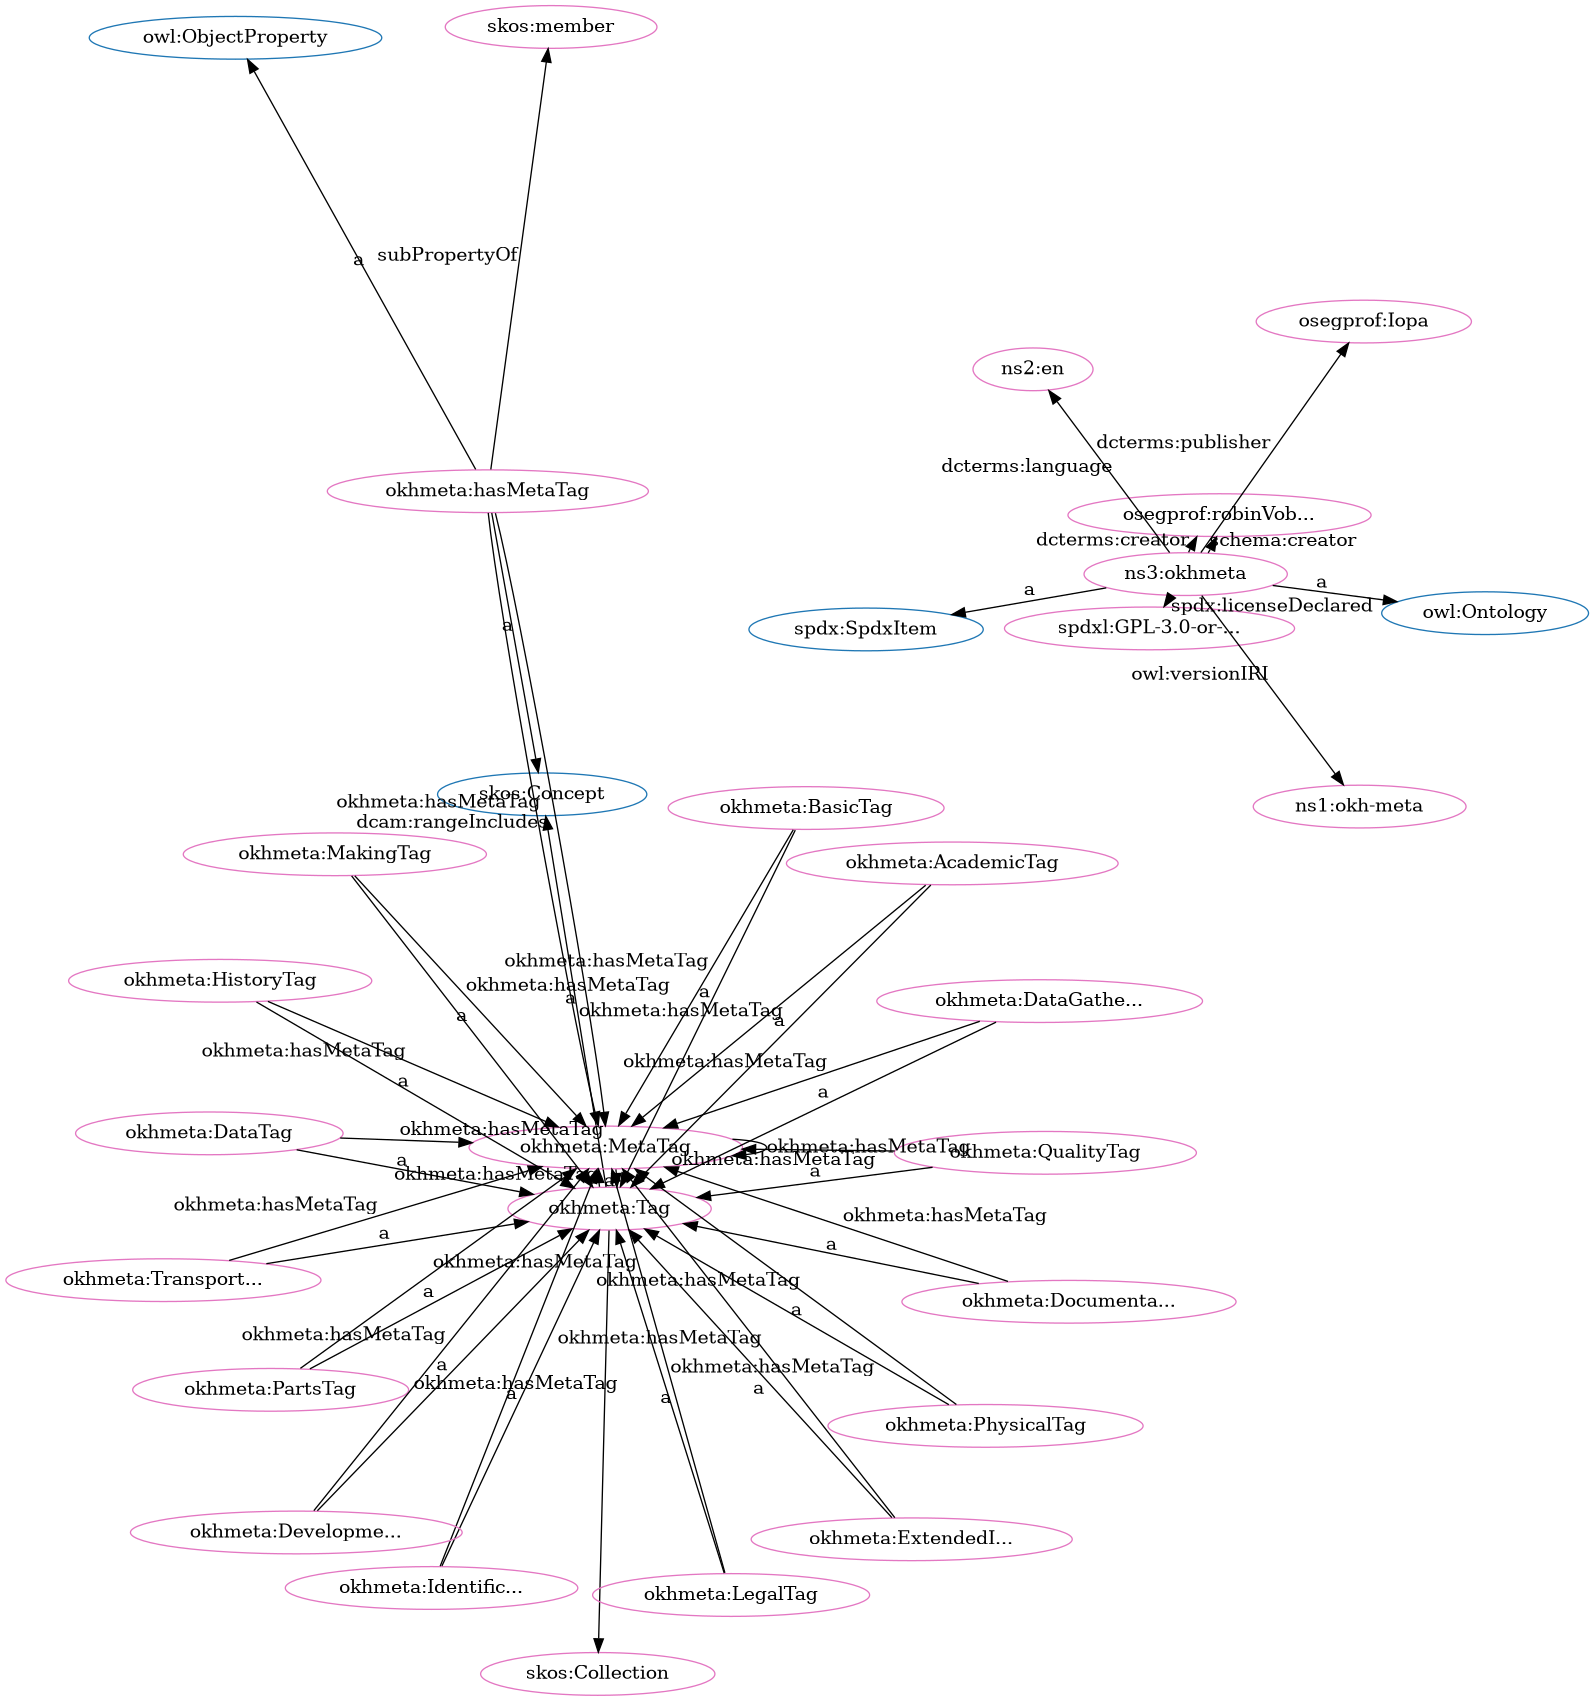 owl:ObjectProperty
skos:member
subPropertyOf
a
osegprof:Iopa
ns2:en
dcterms:publisher
dcterms:language
okhmeta:hasMetaTag
osegprof:robinVob...
dcterms:creator
schema:creator
ns3:okhmeta
a
a
spdx:licenseDeclared
owl:Ontology
spdx:SpdxItem
spdxl:GPL-3.0-or-...
a
owl:versionIRI
skos:Concept
okhmeta:hasMetaTag
dcam:rangeIncludes
okhmeta:BasicTag
ns1:okh-meta
okhmeta:MakingTag
okhmeta:AcademicTag
okhmeta:hasMetaTag
okhmeta:HistoryTag
okhmeta:hasMetaTag
a
a
okhmeta:DataGathe...
okhmeta:hasMetaTag
a
a
okhmeta:hasMetaTag
okhmeta:hasMetaTag
a
a
okhmeta:DataTag
okhmeta:hasMetaTag
okhmeta:MetaTag
okhmeta:hasMetaTag
okhmeta:QualityTag
okhmeta:hasMetaTag
a
okhmeta:hasMetaTag
a
a
okhmeta:hasMetaTag
okhmeta:Tag
okhmeta:hasMetaTag
a
a
okhmeta:hasMetaTag
okhmeta:Transport...
okhmeta:hasMetaTag
a
okhmeta:Documenta...
a
okhmeta:hasMetaTag
okhmeta:hasMetaTag
a
okhmeta:hasMetaTag
okhmeta:PartsTag
okhmeta:hasMetaTag
a
a
a
okhmeta:PhysicalTag
okhmeta:Developme...
okhmeta:ExtendedI...
okhmeta:Identific...
okhmeta:LegalTag
skos:Collection